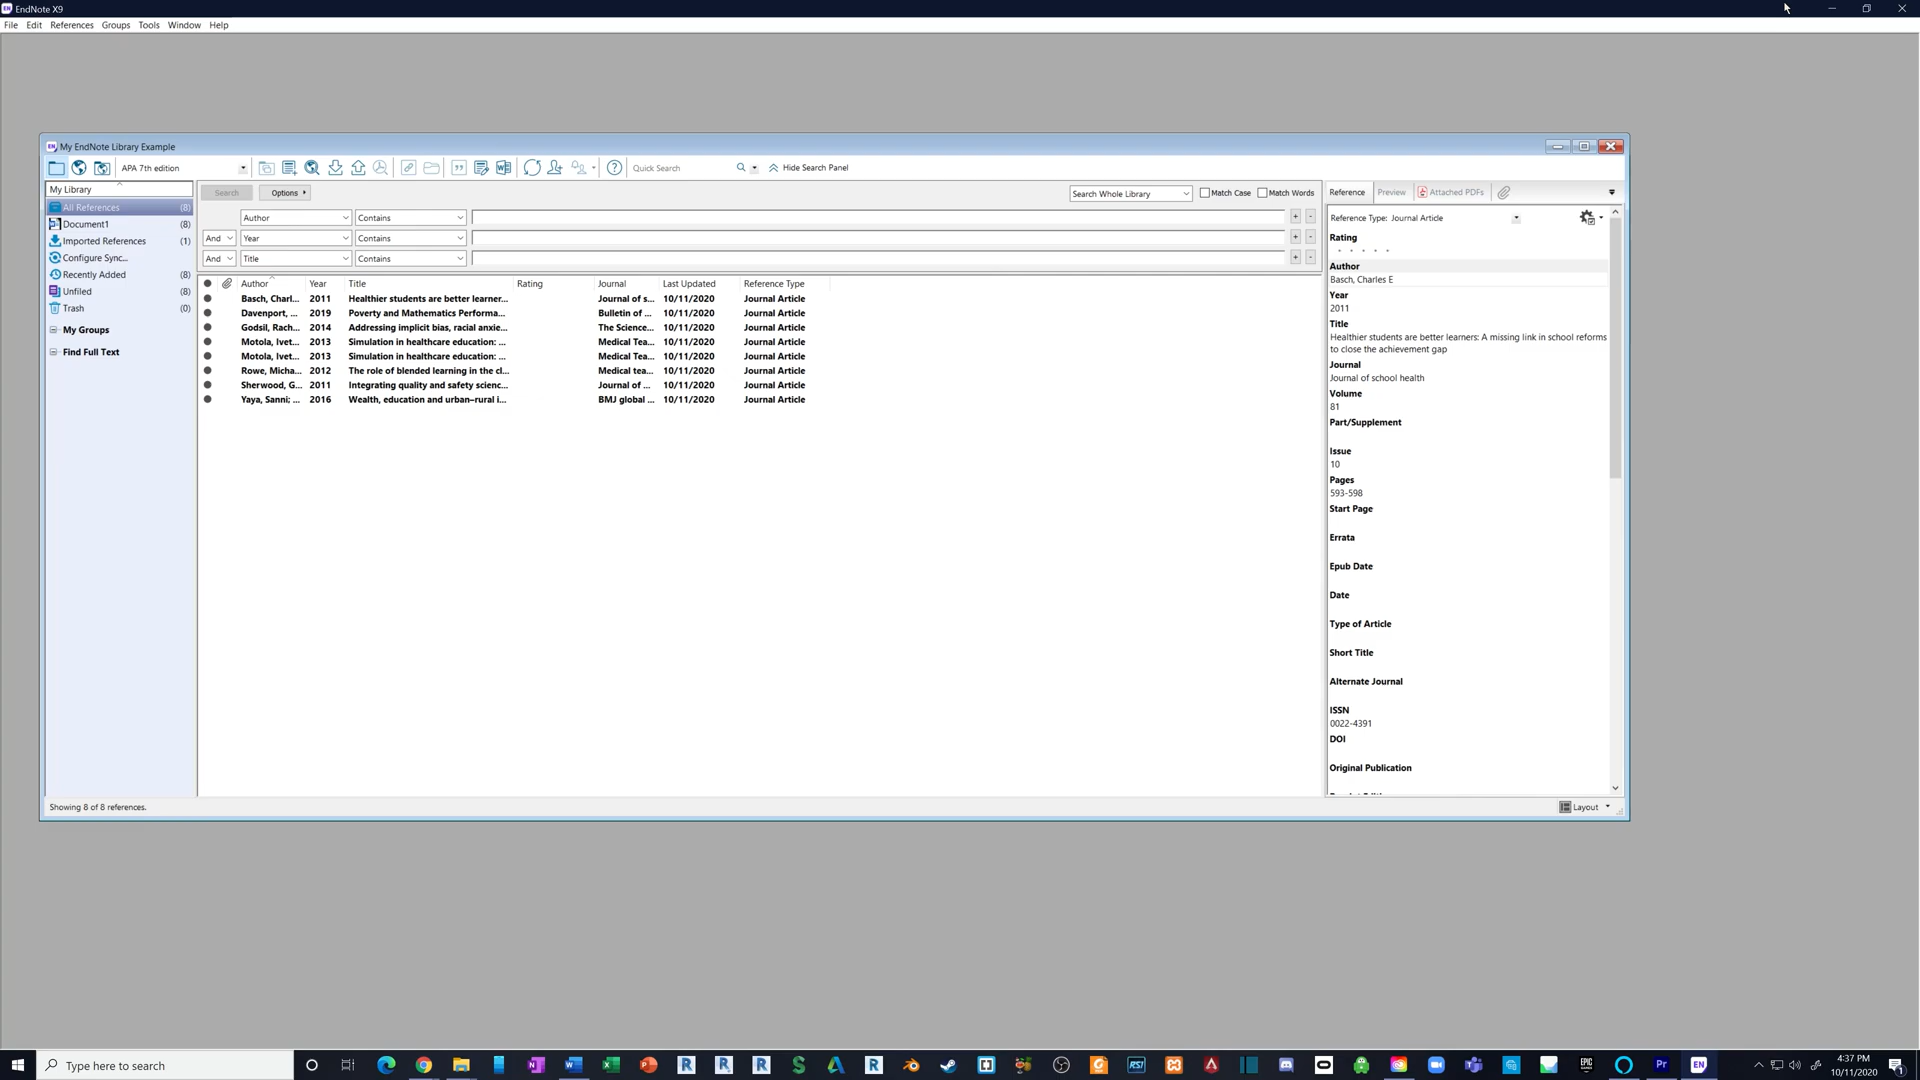 EndNote X9
File Edit References Groups Tools Window Help
My EndNote Library Example
APA 7th edition
Quick Search
Hide Search Panel
My Library
All References (8)
Document1 (8)
Imported References (1)
Configure Sync...
Recently Added (8)
Unfiled (8)
Trash (0)
My Groups
Find Full Text
Search Options Search Whole Library Match Case Match Words
Author Contains + -
And Year Contains + -
And Title Contains + -
Author Year Title Rating Journal Last Updated Reference Type
Basch, Charl... 2011 Healthier students are better learner... Journal of s... 10/11/2020 Journal Article
Davenport, ... 2019 Poverty and Mathematics Performa... Bulletin of ... 10/11/2020 Journal Article
Godsil, Rach... 2014 Addressing implicit bias, racial anxie... The Science... 10/11/2020 Journal Article
Motola, Ivet... 2013 Simulation in healthcare education: ... Medical Tea... 10/11/2020 Journal Article
Motola, Ivet... 2013 Simulation in healthcare education: ... Medical Tea... 10/11/2020 Journal Article
Rowe, Micha... 2012 The role of blended learning in the cl... Medical tea... 10/11/2020 Journal Article
Sherwood, G... 2011 Integrating quality and safety scienc... Journal of ... 10/11/2020 Journal Article
Yaya, Sanni; ... 2016 Wealth, education and urban–rural i... BMJ global ... 10/11/2020 Journal Article
Reference Preview Attached PDFs
Reference Type: Journal Article
Rating
Author
Basch, Charles E
Year
2011
Title
Healthier students are better learners: A missing link in school reforms
to close the achievement gap
Journal
Journal of school health
Volume
81
Part/Supplement
Issue
10
Pages
593-598
Start Page
Errata
Epub Date
Date
Type of Article
Short Title
Alternate Journal
ISSN
0022-4391
DOI
Original Publication
Showing 8 of 8 references.
Layout
Type here to search
4:37 PM
10/11/2020